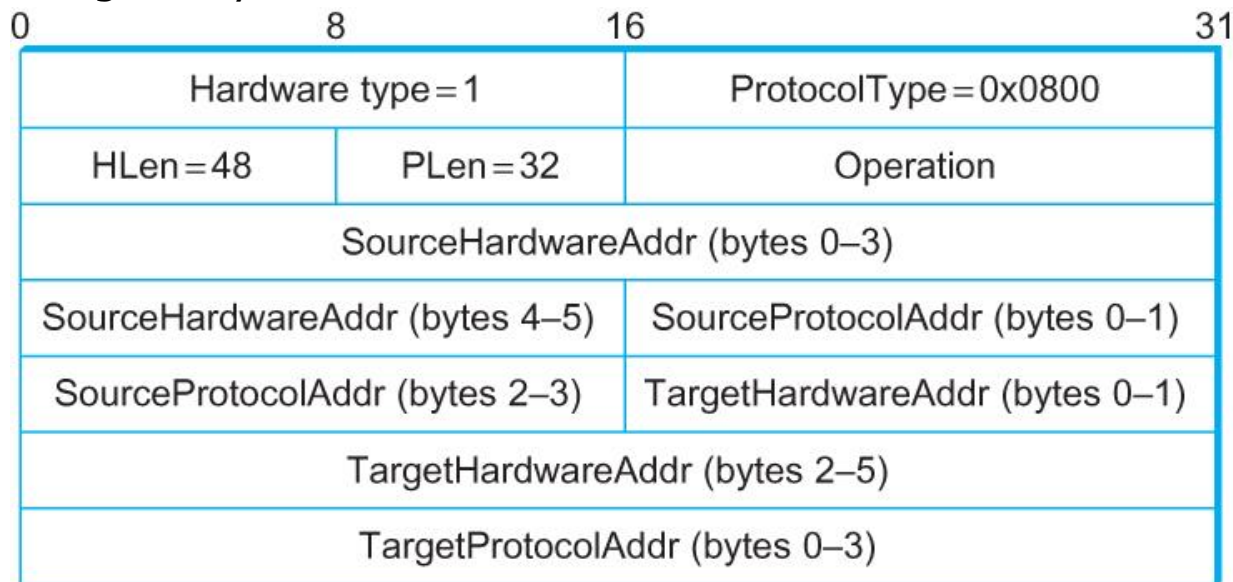 0 8 16 31
Hardware type=1 ProtocolType=0x0800
HLen=48 PLen=32 Operation
SourceHardwareAddr (bytes 0–3)
SourceHardwareAddr (bytes 4–5) SourceProtocolAddr (bytes 0–1)
SourceProtocolAddr (bytes 2–3) TargetHardwareAddr (bytes 0–1)
TargetHardwareAddr (bytes 2–5)
TargetProtocolAddr (bytes 0–3)